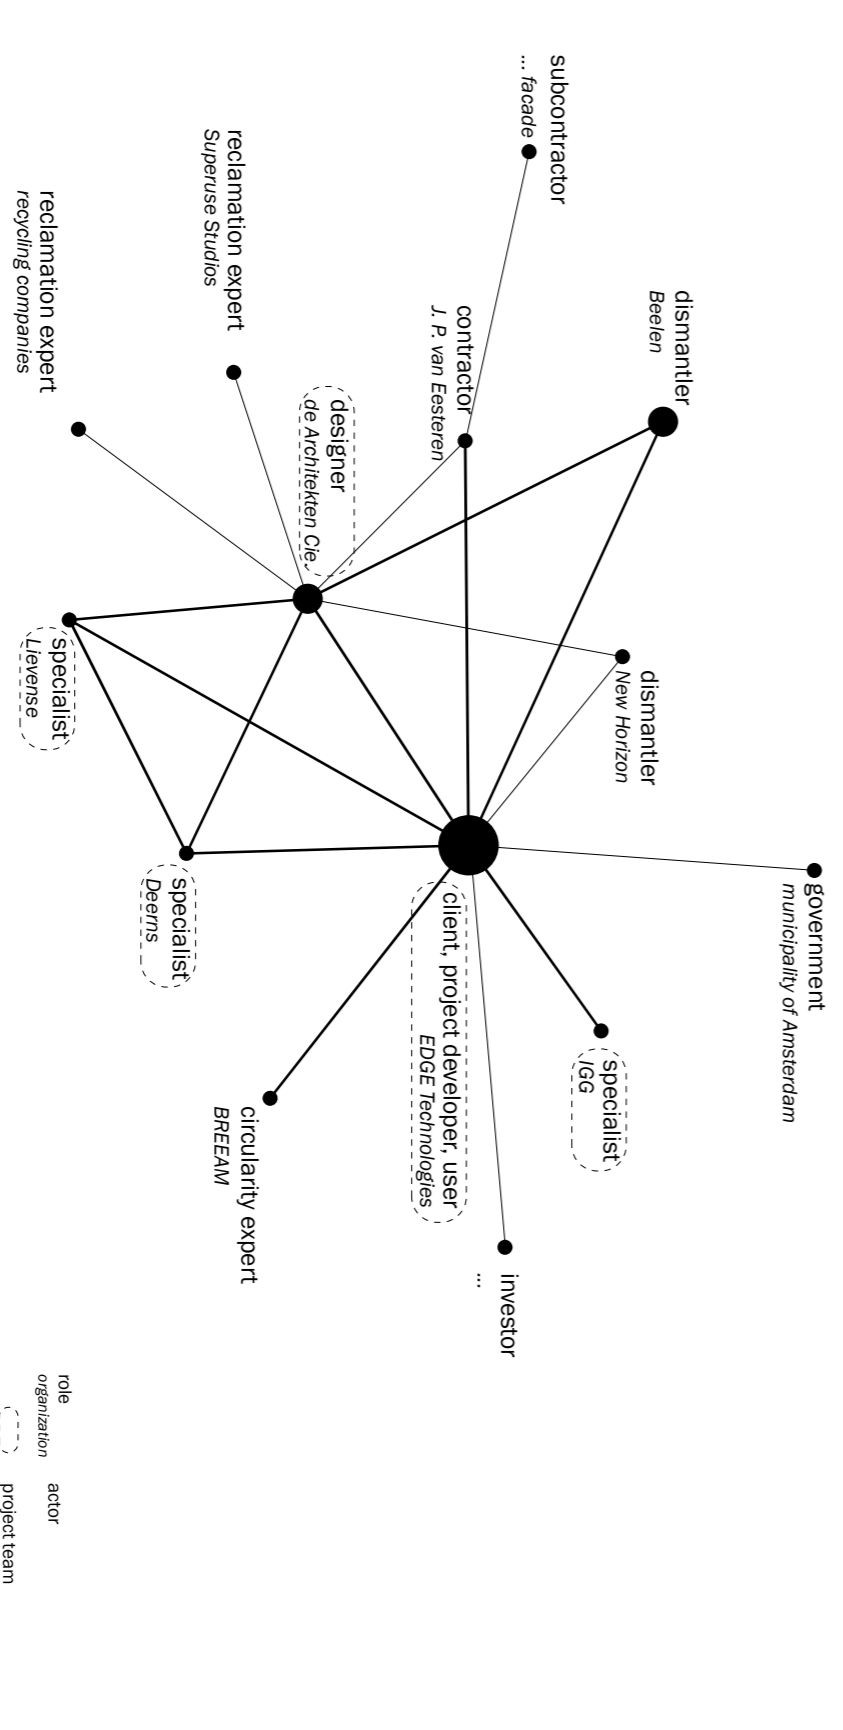 government
municipality of Amsterdam
dismantler
Beelen
dismantler
New Horizon
specialist
IGG
subcontractor
... facade
investor
...
contractor
J. P. van Eesteren
client, project developer, user
EDGE Technologies
designer
de Architekten Cie.
reclamation expert
Superuse Studios
circularity expert
BREEAM
specialist
Deerns
specialist
Lievense
reclamation expert
recycling companies
role
organization
actor
project team